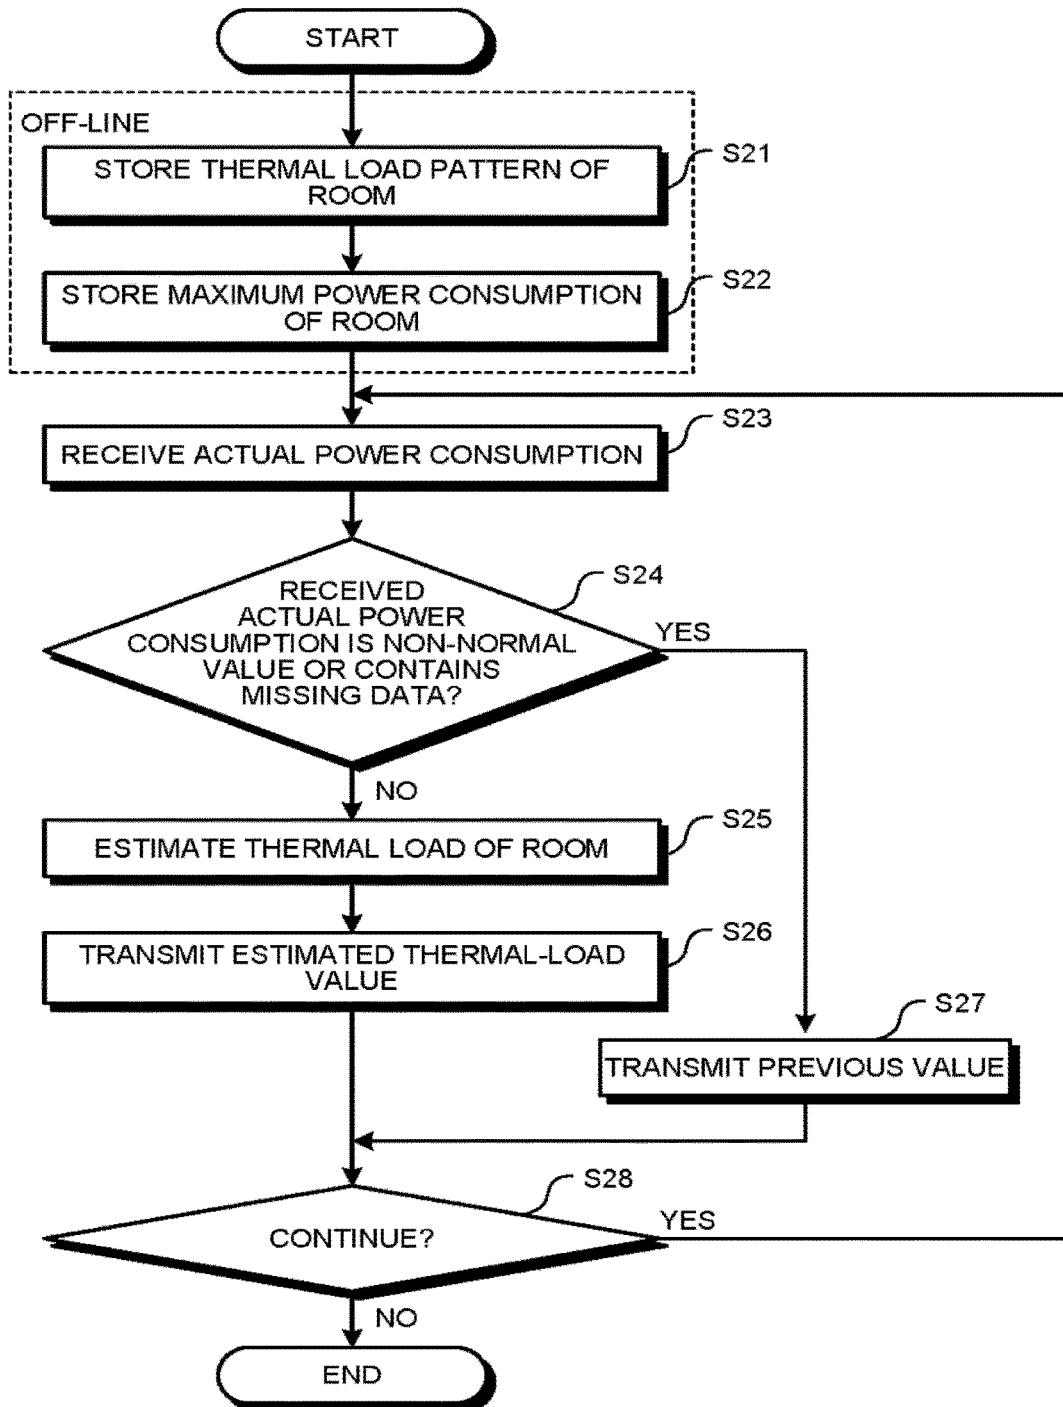 START
OFF-LINE
S21
STORE THERMAL LOAD PATTERN OF
ROOM
S22
STORE MAXIMUM POWER CONSUMPTION
OF ROOM
S23
RECEIVE ACTUAL POWER CONSUMPTION
S24
RECEIVED
ACTUAL POWER
CONSUMPTION IS NON-NORMAL
VALUE OR CONTAINS
MISSING DATA?
YES
NO
S25
ESTIMATE THERMAL LOAD OF ROOM
S26
TRANSMIT ESTIMATED THERMAL-LOAD
VALUE
S27
TRANSMIT PREVIOUS VALUE
S28
CONTINUE?
YES
NO
END